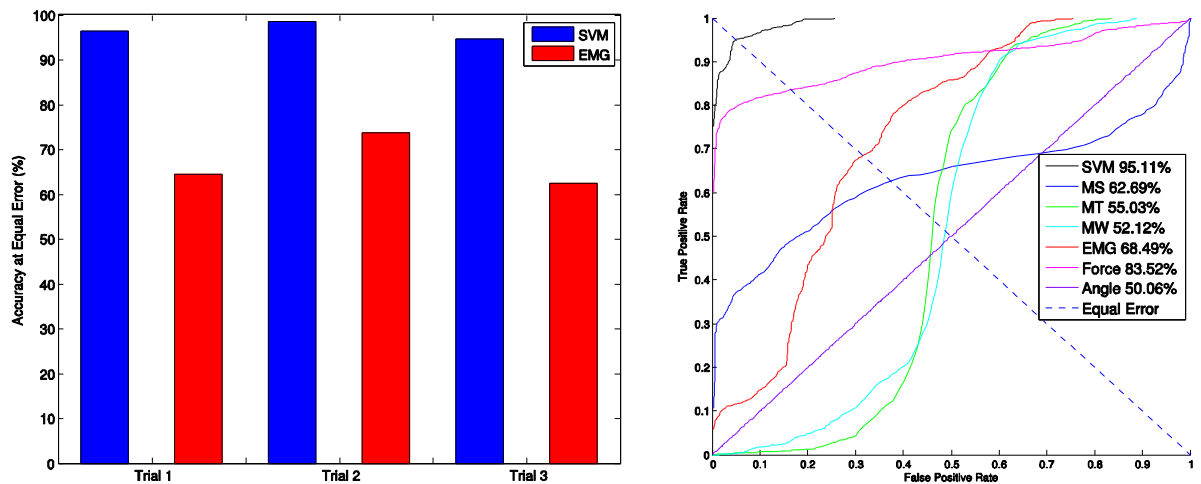 Accuracy at Equal Error (%)
100
90
80
70
60
50
40
30
20
10
0
Trial 1
Trial 2
Trial 3
SVM
EMG
True Positive Rate
1
0.9
0.8
0.7
0.6
0.5
0.4
0.3
0.2
0.1
0
0 0.1 0.2 0.3 0.4 0.5 0.6 0.7 0.8 0.9 1
False Positive Rate
SVM 95.11%
MS 62.69%
MT 55.03%
MW 52.12%
EMG 68.49%
Force 83.52%
Angle 50.06%
Equal Error